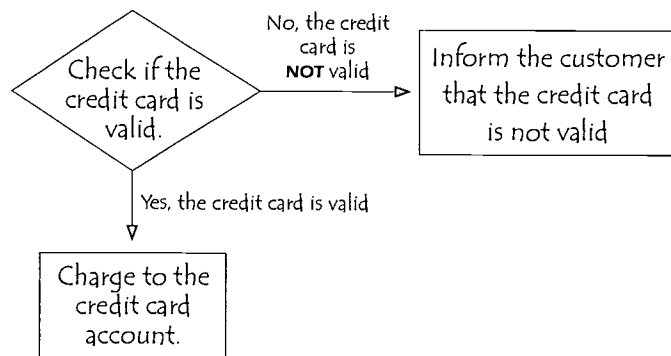 Check if the
credit card is
valid.
No, the credit
card is
NOT valid
Inform the customer
that the credit card
is not valid
Yes, the credit card is valid
Charge to the
credit card
account.